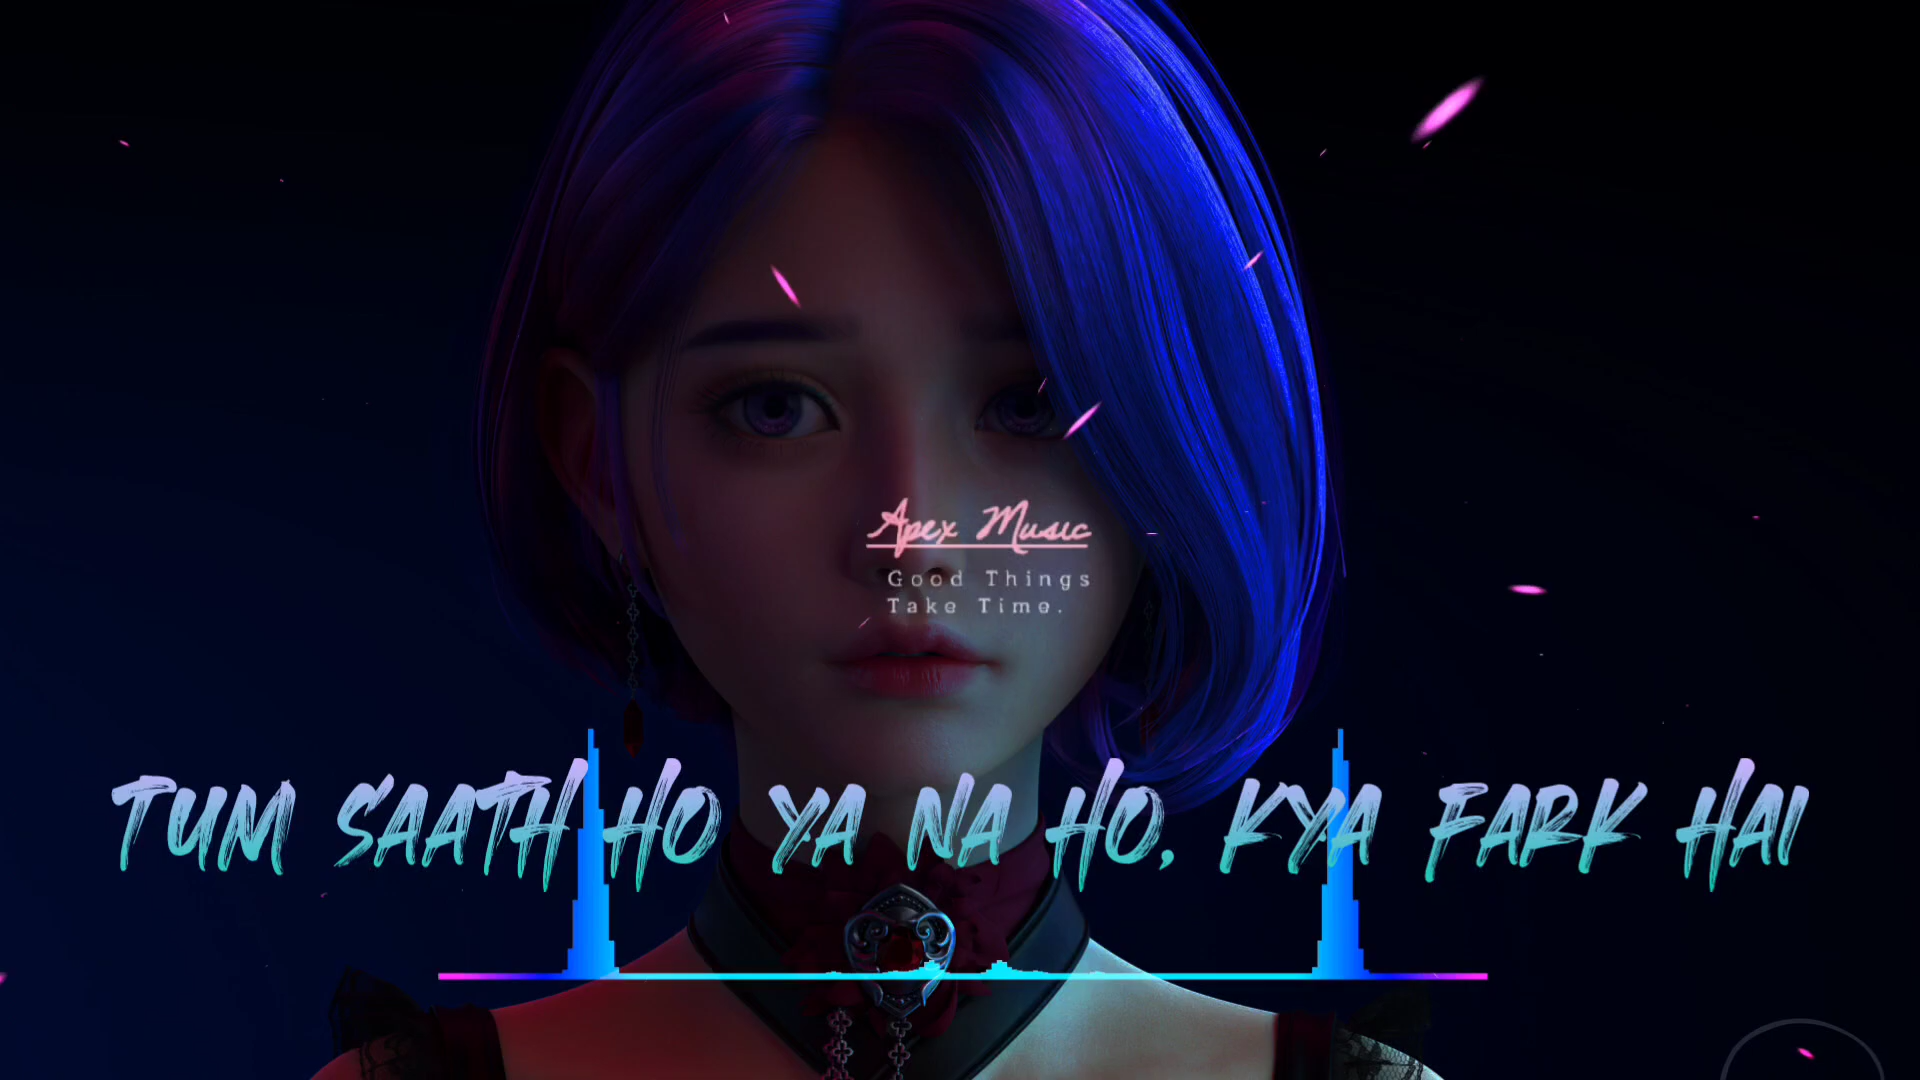 Apex Music
Good Things
Take Time.
TUM SAATH HO YA NA HO, KYA FARK HAI